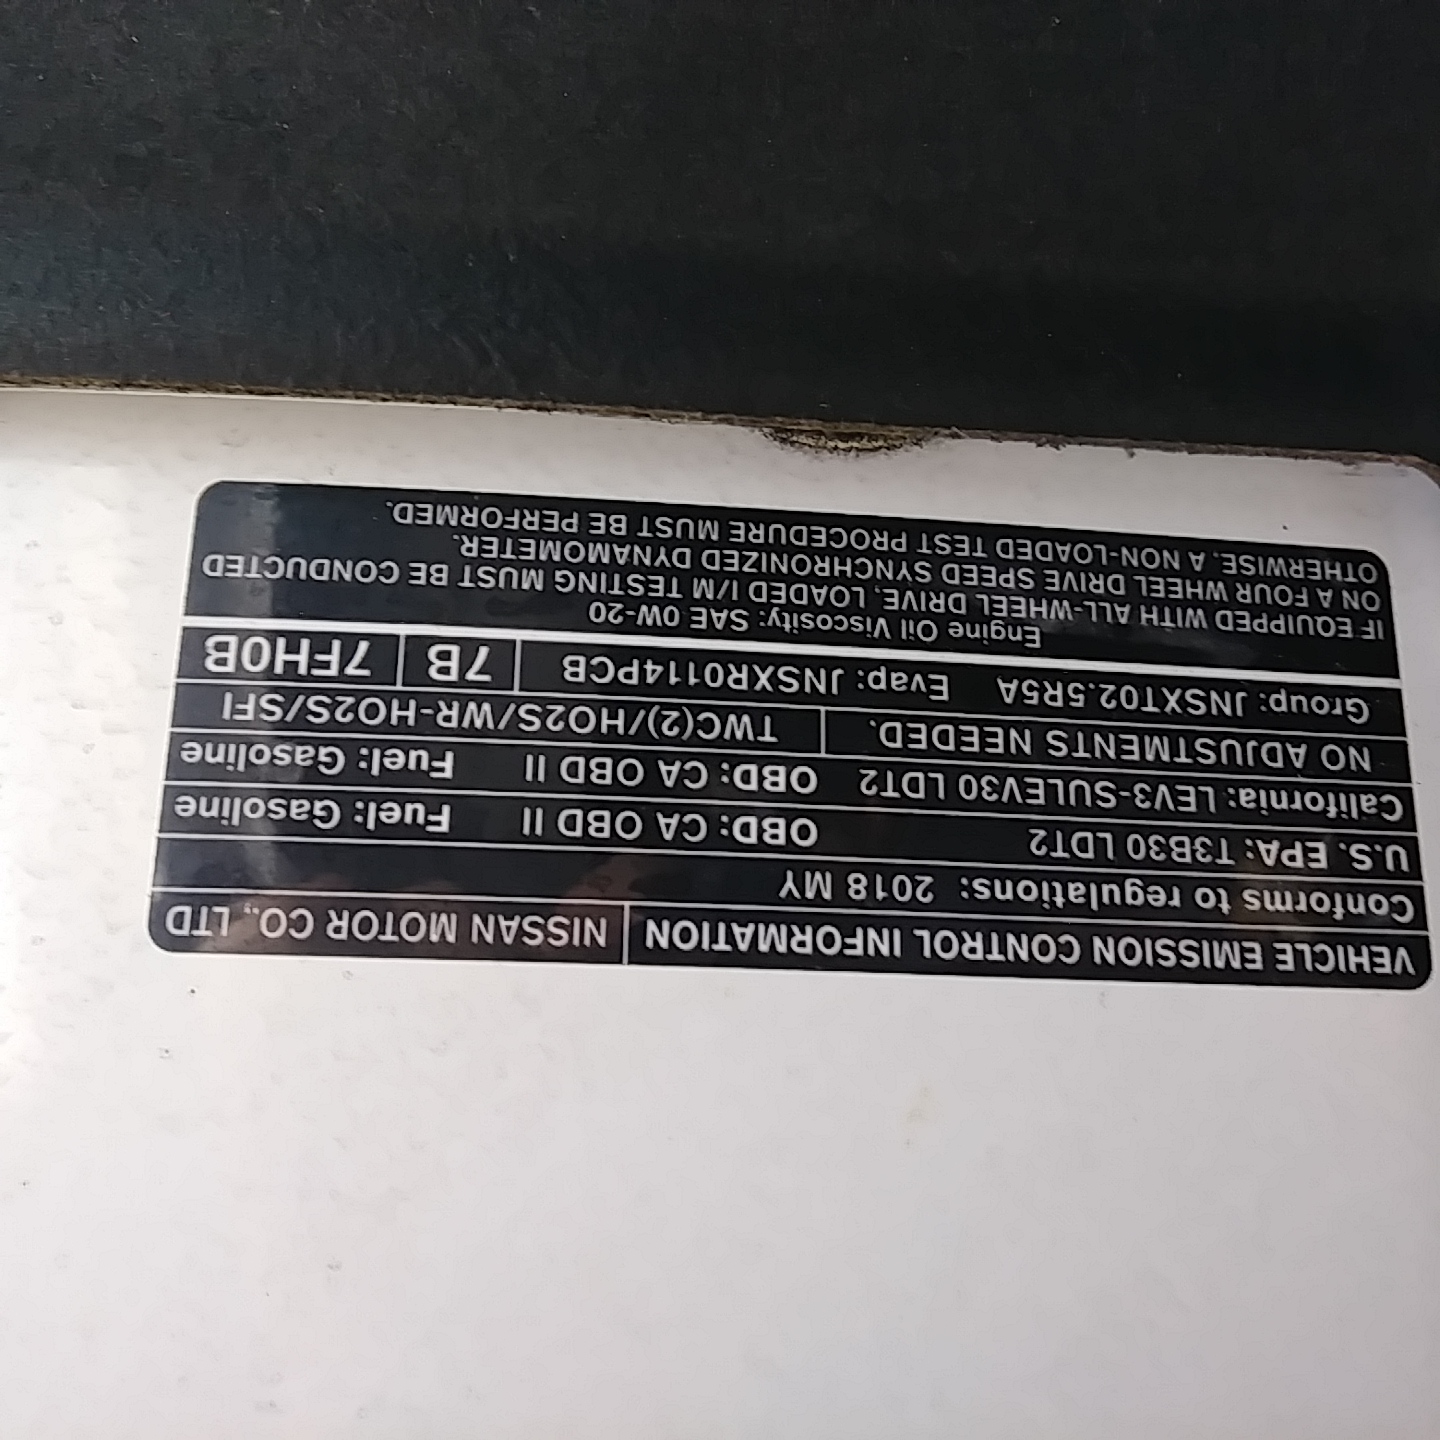 VEHICLE EMISSION CONTROL INFORMATION NISSAN MOTOR CO., LTD
Conforms to regulations: 2018 MY
U.S. EPA: T3B30 LDT2 OBD: CA OBD II Fuel: Gasoline
California: LEV3-SULEV30 LDT2 OBD: CA OBD II Fuel: Gasoline
NO ADJUSTMENTS NEEDED. TWC(2)/HO2S/WR-HO2S/SFI
Group: JNSXT02.5R5A Evap: JNSXR0114PCB 7B 7FH0B
Engine Oil Viscosity: SAE 0W-20
IF EQUIPPED WITH ALL-WHEEL DRIVE, LOADED I/M TESTING MUST BE CONDUCTED
ON A FOUR WHEEL DRIVE SPEED SYNCHRONIZED DYNAMOMETER.
OTHERWISE, A NON-LOADED TEST PROCEDURE MUST BE PERFORMED.